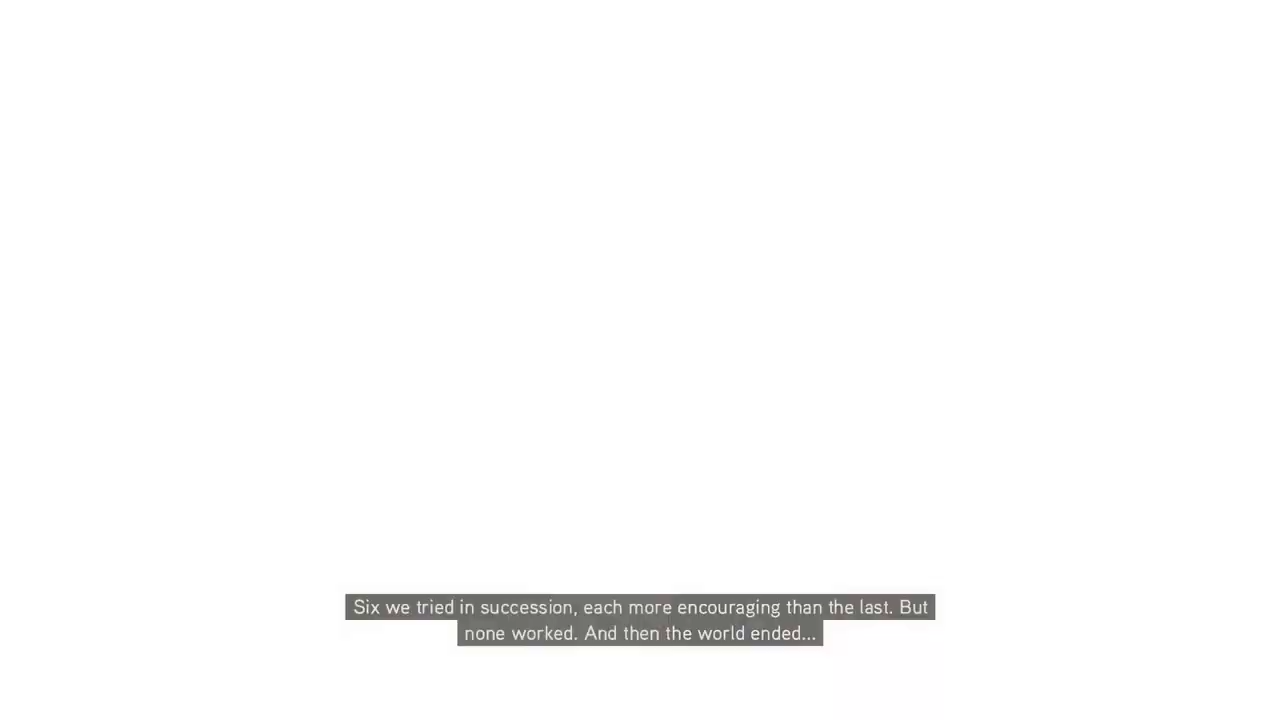 Six we tried in succession, each more encouraging than the last. But
none worked. And then the world ended...